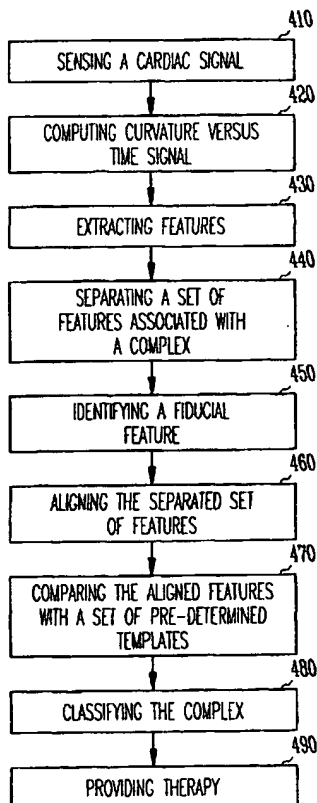 410
SENSING A CARDIAC SIGNAL
420
COMPUTING CURVATURE VERSUS
TIME SIGNAL
430
EXTRACTING FEATURES
440
SEPARATING A SET OF
FEATURES ASSOCIATED WITH
A COMPLEX
450
IDENTIFYING A FIDUCIAL
FEATURE
460
ALIGNING THE SEPARATED SET
OF FEATURES
470
COMPARING THE ALIGNED FEATURES
WITH A SET OF PRE-DETERMINED
TEMPLATES
480
CLASSIFYING THE COMPLEX
490
PROVIDING THERAPY